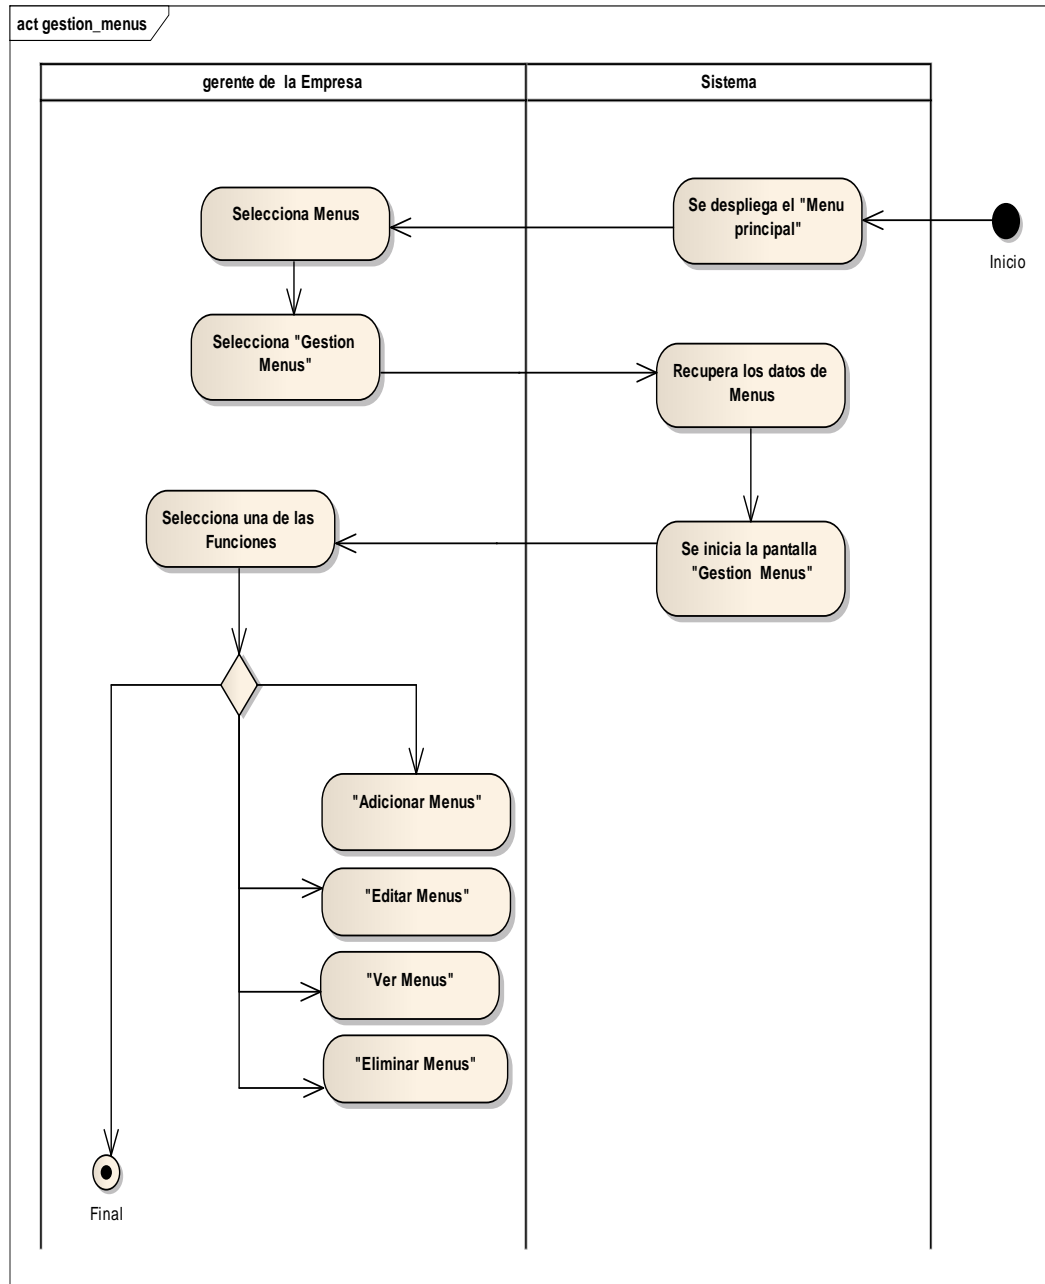 act gestion_menus
gerente de la Empresa
Sistema
Selecciona Menus
Se despliega el "Menu
principal"
Inicio
Selecciona "Gestion
Menus"
Recupera los datos de
Menus
Selecciona una de las
Funciones
Se inicia la pantalla
"Gestion Menus"
"Adicionar Menus"
"Editar Menus"
"Ver Menus"
"Eliminar Menus"
Final